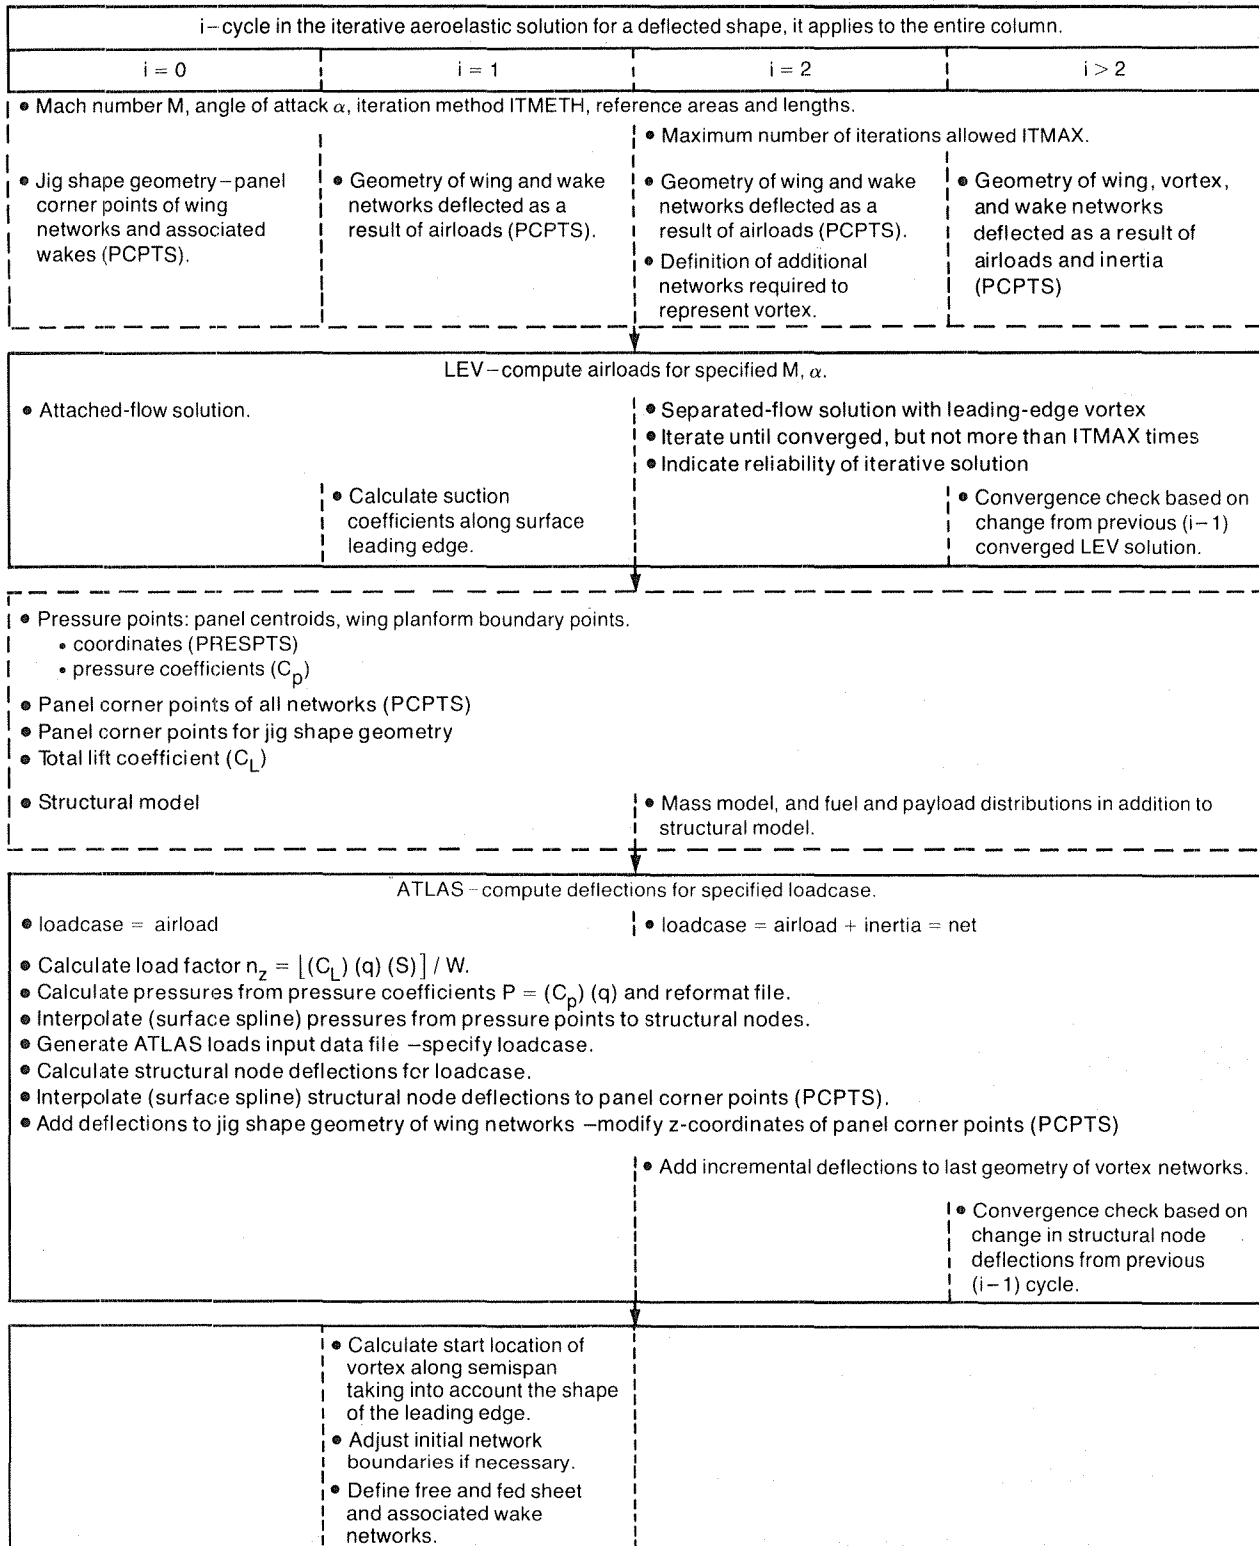 i–cycle in the iterative aeroelastic solution for a deflected shape, it applies to the entire column.
i = 0
i = 1
i = 2
i > 2
• Mach number M, angle of attack α, iteration method ITMETH, reference areas and lengths.
• Maximum number of iterations allowed ITMAX.
• Jig shape geometry–panel
corner points of wing
networks and associated
wakes (PCPTS).
• Geometry of wing and wake
networks deflected as a
result of airloads (PCPTS).
• Geometry of wing and wake
networks deflected as a
result of airloads (PCPTS).
• Definition of additional
networks required to
represent vortex.
• Geometry of wing, vortex,
and wake networks
deflected as a result of
airloads and inertia
(PCPTS)
LEV–compute airloads for specified M, α.
• Attached-flow solution.
• Separated-flow solution with leading-edge vortex
• Iterate until converged, but not more than ITMAX times
• Indicate reliability of iterative solution
• Calculate suction
coefficients along surface
leading edge.
• Convergence check based on
change from previous (i–1)
converged LEV solution.
• Pressure points: panel centroids, wing planform boundary points.
• coordinates (PRESPTS)
• pressure coefficients (Cp)
• Panel corner points of all networks (PCPTS)
• Panel corner points for jig shape geometry
• Total lift coefficient (CL)
• Structural model
• Mass model, and fuel and payload distributions in addition to
structural model.
ATLAS–compute deflections for specified loadcase.
• loadcase = airload
• loadcase = airload + inertia = net
• Calculate load factor nz = [(CL) (q) (S)] / W.
• Calculate pressures from pressure coefficients P = (Cp) (q) and reformat file.
• Interpolate (surface spline) pressures from pressure points to structural nodes.
• Generate ATLAS loads input data file –specify loadcase.
• Calculate structural node deflections for loadcase.
• Interpolate (surface spline) structural node deflections to panel corner points (PCPTS).
• Add deflections to jig shape geometry of wing networks –modify z-coordinates of panel corner points (PCPTS)
• Add incremental deflections to last geometry of vortex networks.
• Convergence check based on
change in structural node
deflections from previous
(i–1) cycle.
• Calculate start location of
vortex along semispan
taking into account the shape
of the leading edge.
• Adjust initial network
boundaries if necessary.
• Define free and fed sheet
and associated wake
networks.